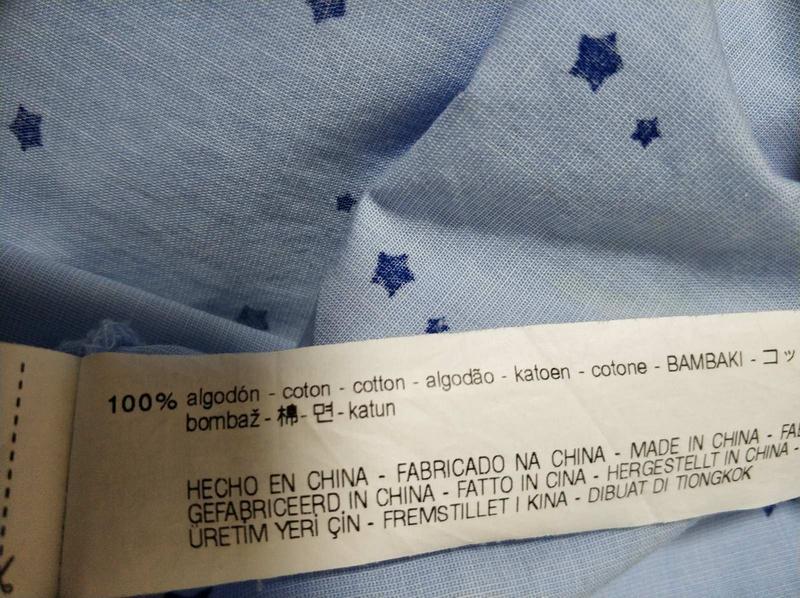 100% algodón - coton - cotton - algodão - katoen - cotone - BAMBAKI - コッ
bombaž - 棉 - 면 - katun
HECHO EN CHINA - FABRICADO NA CHINA - MADE IN CHINA -
GEFABRICEERD IN CHINA - FATTO IN CINA - HERGESTELLT IN CHINA -
ÜRETİM YERİ ÇİN - FREMSTILLET I KINA - DIBUAT DI TIONGKOK